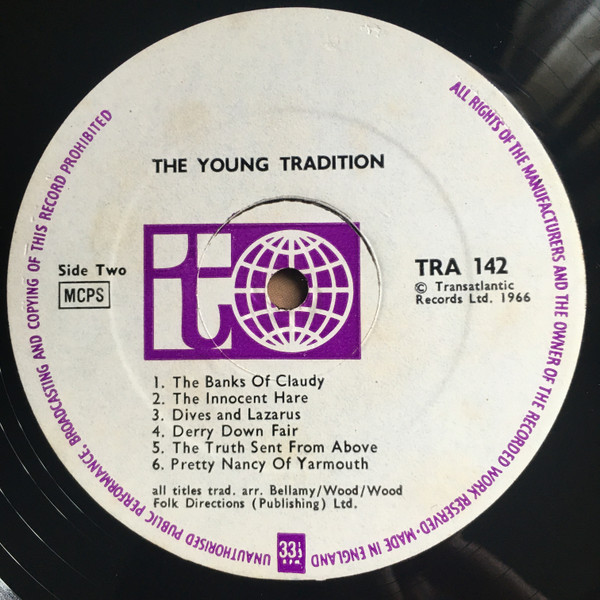 THE YOUNG TRADITION
it
Side Two
MCPS
TRA 142
© Transatlantic
Records Ltd. 1966
1. The Banks Of Claudy
2. The Innocent Hare
3. Dives and Lazarus
4. Derry Down Fair
5. The Truth Sent From Above
6. Pretty Nancy Of Yarmouth
all titles trad. arr. Bellamy/Wood/Wood
Folk Directions (Publishing) Ltd.
ALL RIGHTS OF THE MANUFACTURERS AND THE OWNER OF THE RECORDED WORK RESERVED · MADE IN ENGLAND
33⅓
UNAUTHORISED PUBLIC PERFORMANCE, BROADCASTING AND COPYING OF THIS RECORD PROHIBITED